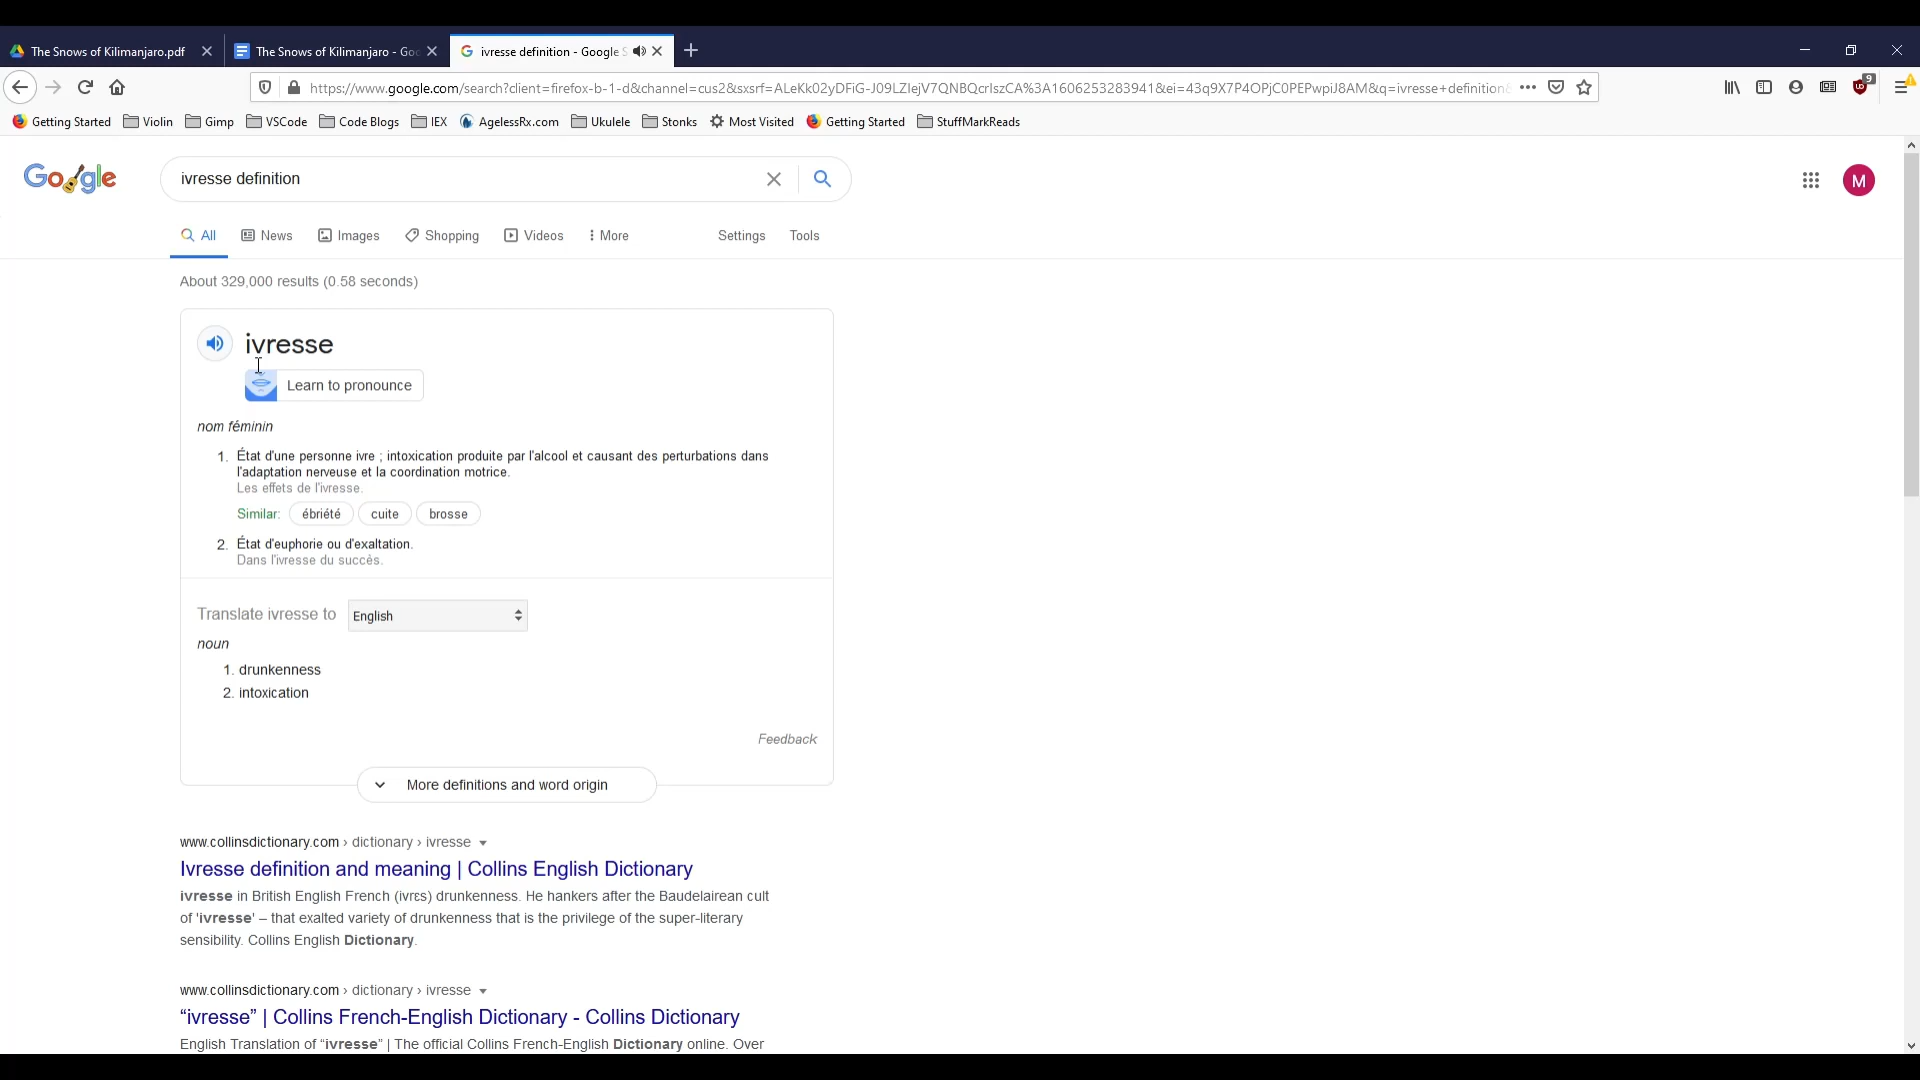 The Snows of Kilimanjaro.pdf
The Snows of Kilimanjaro - Goo
ivresse definition - Google S
https://www.google.com/search?client=firefox-b-1-d&channel=cus2&sxsrf=ALeKk02yDFiG-J09LZIejV7QNBQcrIszCA%3A1606253283941&ei=43q9X7P4OPjC0PEPwpiJ8AM&q=ivresse+definition
9
Getting Started Violin Gimp VSCode Code Blogs IEX AgelessRx.com Ukulele Stonks Most Visited Getting Started StuffMarkReads
Google
ivresse definition
M
All News Images Shopping Videos More Settings Tools
About 329,000 results (0.58 seconds)
ivresse
Learn to pronounce
nom féminin
1. État d'une personne ivre ; intoxication produite par l'alcool et causant des perturbations dans
l'adaptation nerveuse et la coordination motrice.
Les effets de l'ivresse.
Similar: ébriété cuite brosse
2. État d'euphorie ou d'exaltation.
Dans l'ivresse du succès.
Translate ivresse to English
noun
1. drunkenness
2. intoxication
Feedback
More definitions and word origin
www.collinsdictionary.com › dictionary › ivresse
Ivresse definition and meaning | Collins English Dictionary
ivresse in British English French (ivrɛs) drunkenness. He hankers after the Baudelairean cult
of 'ivresse' – that exalted variety of drunkenness that is the privilege of the super-literary
sensibility. Collins English Dictionary.
www.collinsdictionary.com › dictionary › ivresse
“ivresse” | Collins French-English Dictionary - Collins Dictionary
English Translation of “ivresse” | The official Collins French-English Dictionary online. Over